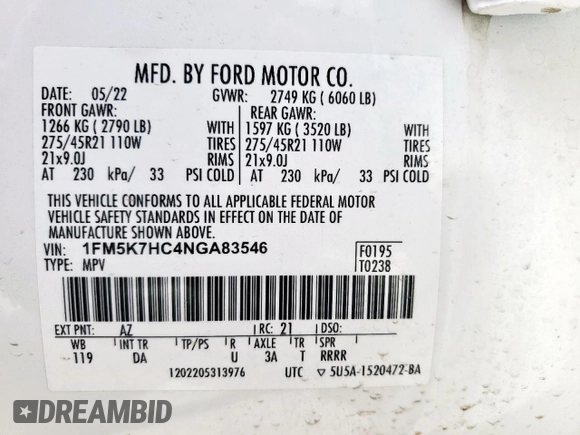 MFD. BY FORD MOTOR CO.
DATE: 05/22 GVWR: 2749 KG ( 6060 LB)
FRONT GAWR: REAR GAWR:
1266 KG ( 2790 LB) WITH 1597 KG ( 3520 LB) WITH
275/45R21 110W TIRES 275/45R21 110W TIRES
21x9.0J RIMS 21x9.0J RIMS
AT 230 kPa/ 33 PSI COLD AT 230 kPa/ 33 PSI COLD
THIS VEHICLE CONFORMS TO ALL APPLICABLE FEDERAL MOTOR
VEHICLE SAFETY STANDARDS IN EFFECT ON THE DATE OF
MANUFACTURE SHOWN ABOVE.
VIN: 1FM5K7HC4NGA83546 F0195
TYPE: MPV T0238
EXT PNT: AZ RC: 21 DSO:
WB INT TR TP/PS R AXLE TR SPR
119 DA U 3A T RRRR
1202205313976 UTC ▽ 5U5A-1520472-BA
DREAMBID